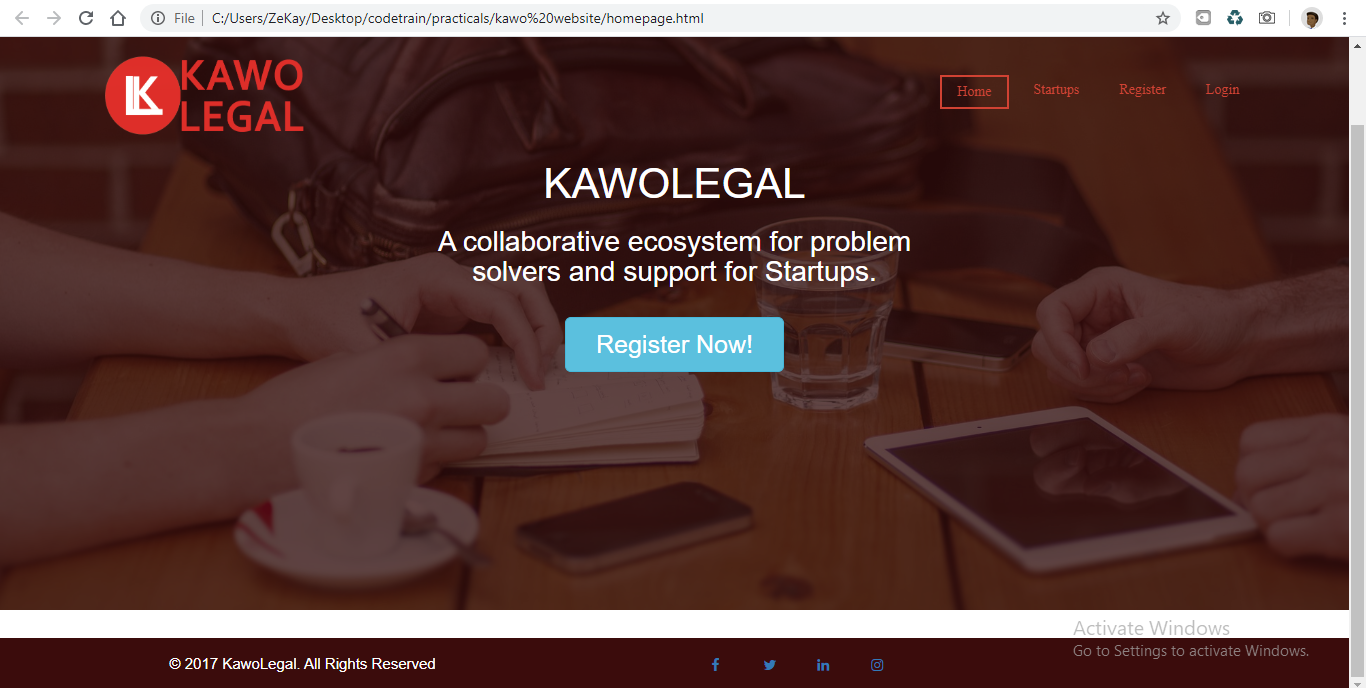 File
C:/Users/ZeKay/Desktop/codetrain/practicals/kawo%20website/homepage.html
KAWO
LEGAL
Home
Startups
Register
Login
KAWOLEGAL
A collaborative ecosystem for problem
solvers and support for Startups.
Register Now!
Activate Windows
Go to Settings to activate Windows.
© 2017 KawoLegal. All Rights Reserved